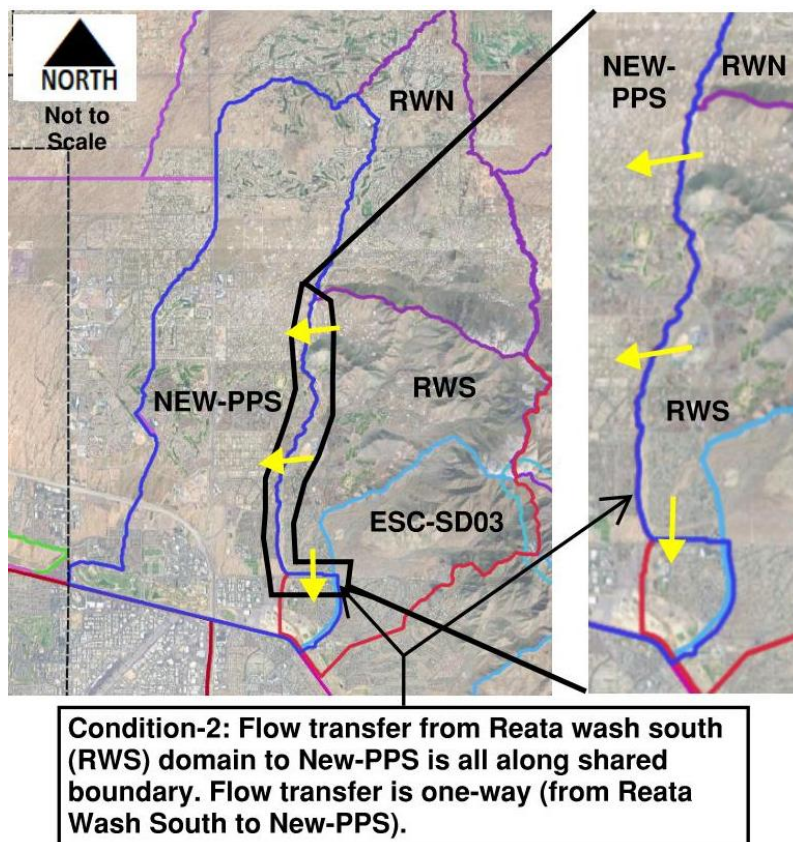 NORTH
Not to
Scale
RWN
NEW-PPS
RWS
ESC-SD03
NEW-
PPS
RWN
RWS
Condition-2: Flow transfer from Reata wash south
(RWS) domain to New-PPS is all along shared
boundary. Flow transfer is one-way (from Reata
Wash South to New-PPS).